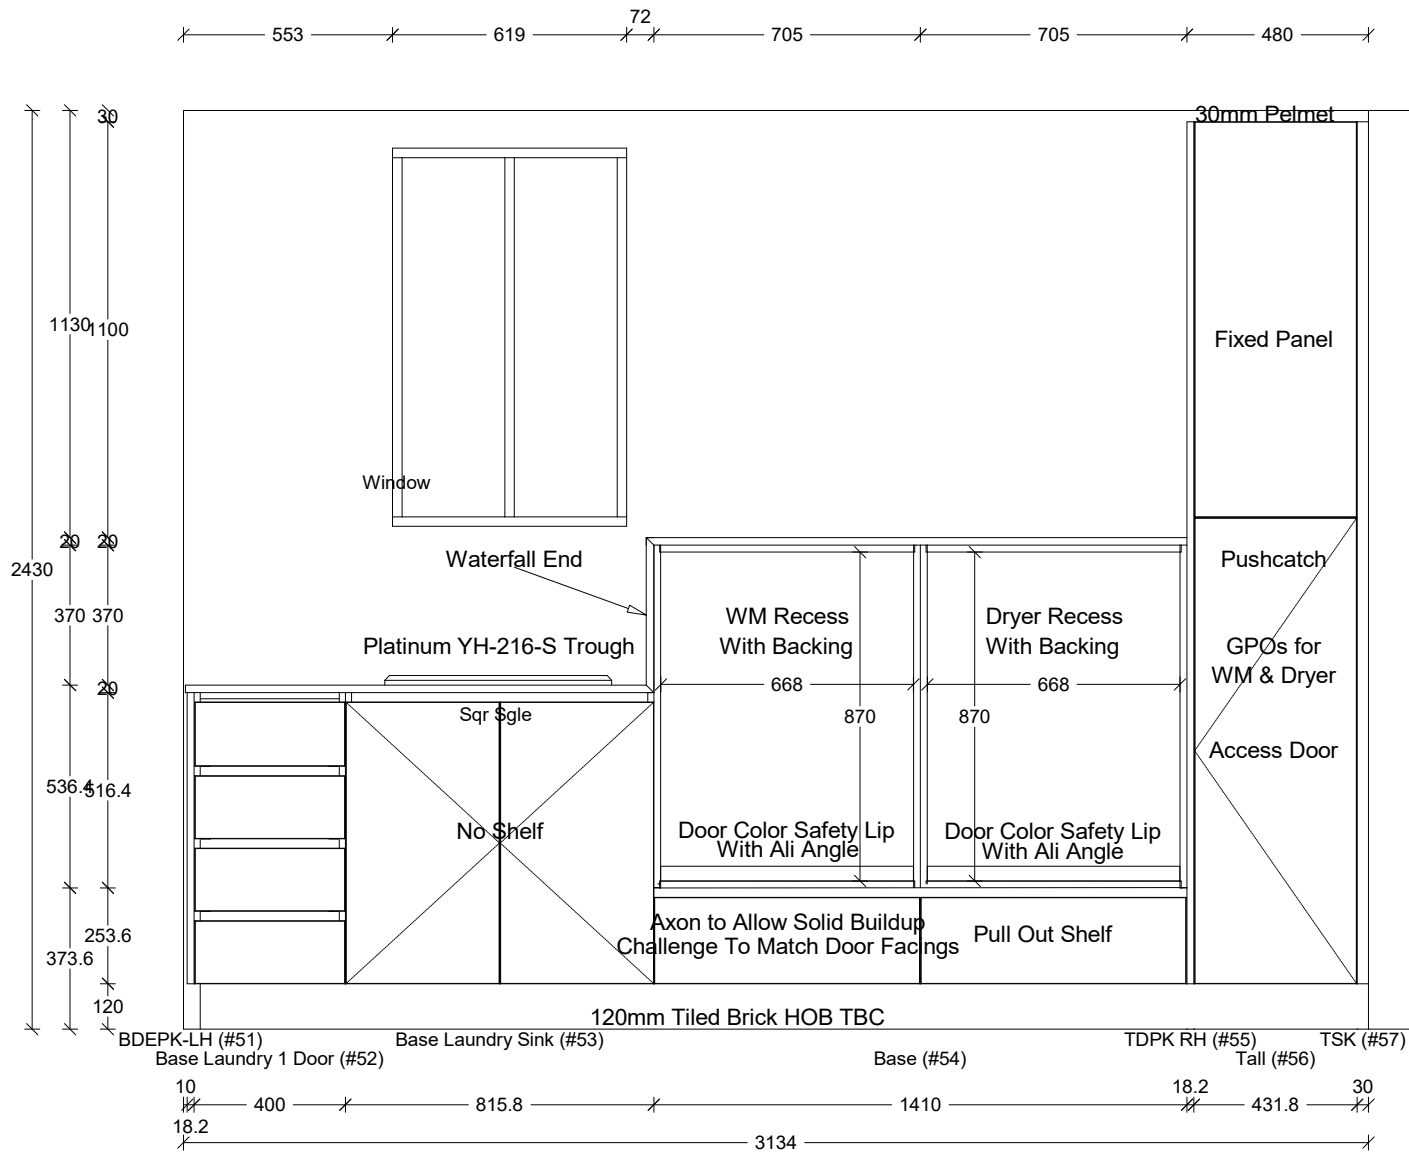 72
553
619
705
705
480
30
30mm Pelmet
1130
1100
Fixed Panel
Window
20
20
Waterfall End
Pushcatch
2430
370
370
WM Recess
With Backing
Dryer Recess
With Backing
Platinum YH-216-S Trough
GPOs for
WM & Dryer
20
668
668
Sqr Sgle
870
870
Access Door
536.4
516.4
No Shelf
Door Color Safety Lip
With Ali Angle
Door Color Safety Lip
With Ali Angle
Axon to Allow Solid Buildup
Challenge To Match Door Facings
Pull Out Shelf
253.6
373.6
120
120mm Tiled Brick HOB TBC
BDEPK-LH (#51)
Base Laundry Sink (#53)
TDPK RH (#55)
TSK (#57)
Base Laundry 1 Door (#52)
Base (#54)
Tall (#56)
10
18.2
30
400
815.8
1410
431.8
18.2
3134